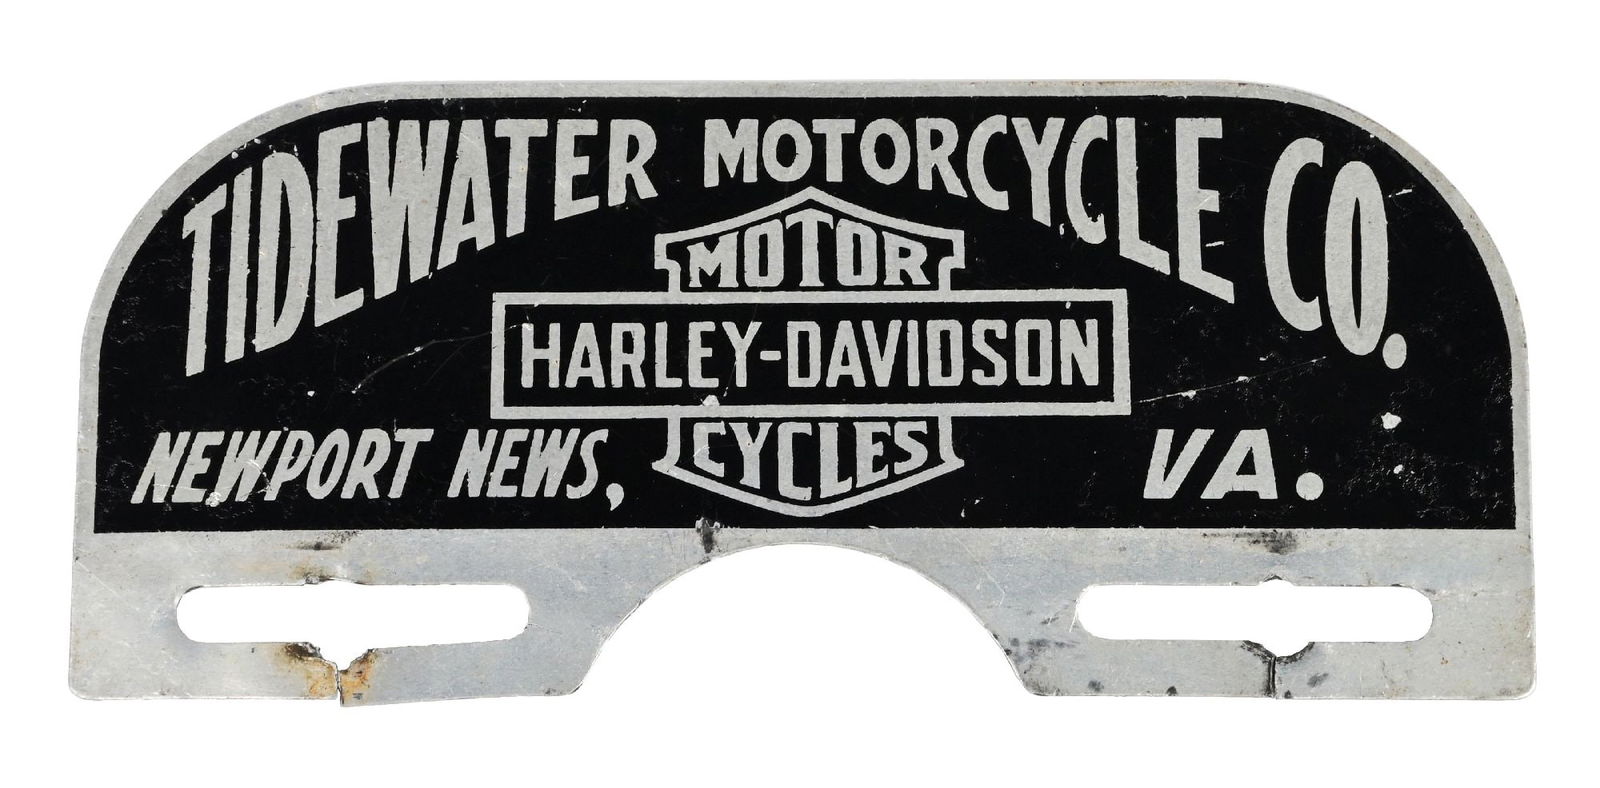 TIDEWATER MOTORCYCLE CO.
MOTOR
HARLEY-DAVIDSON
CYCLES
NEWPORT NEWS, VA.